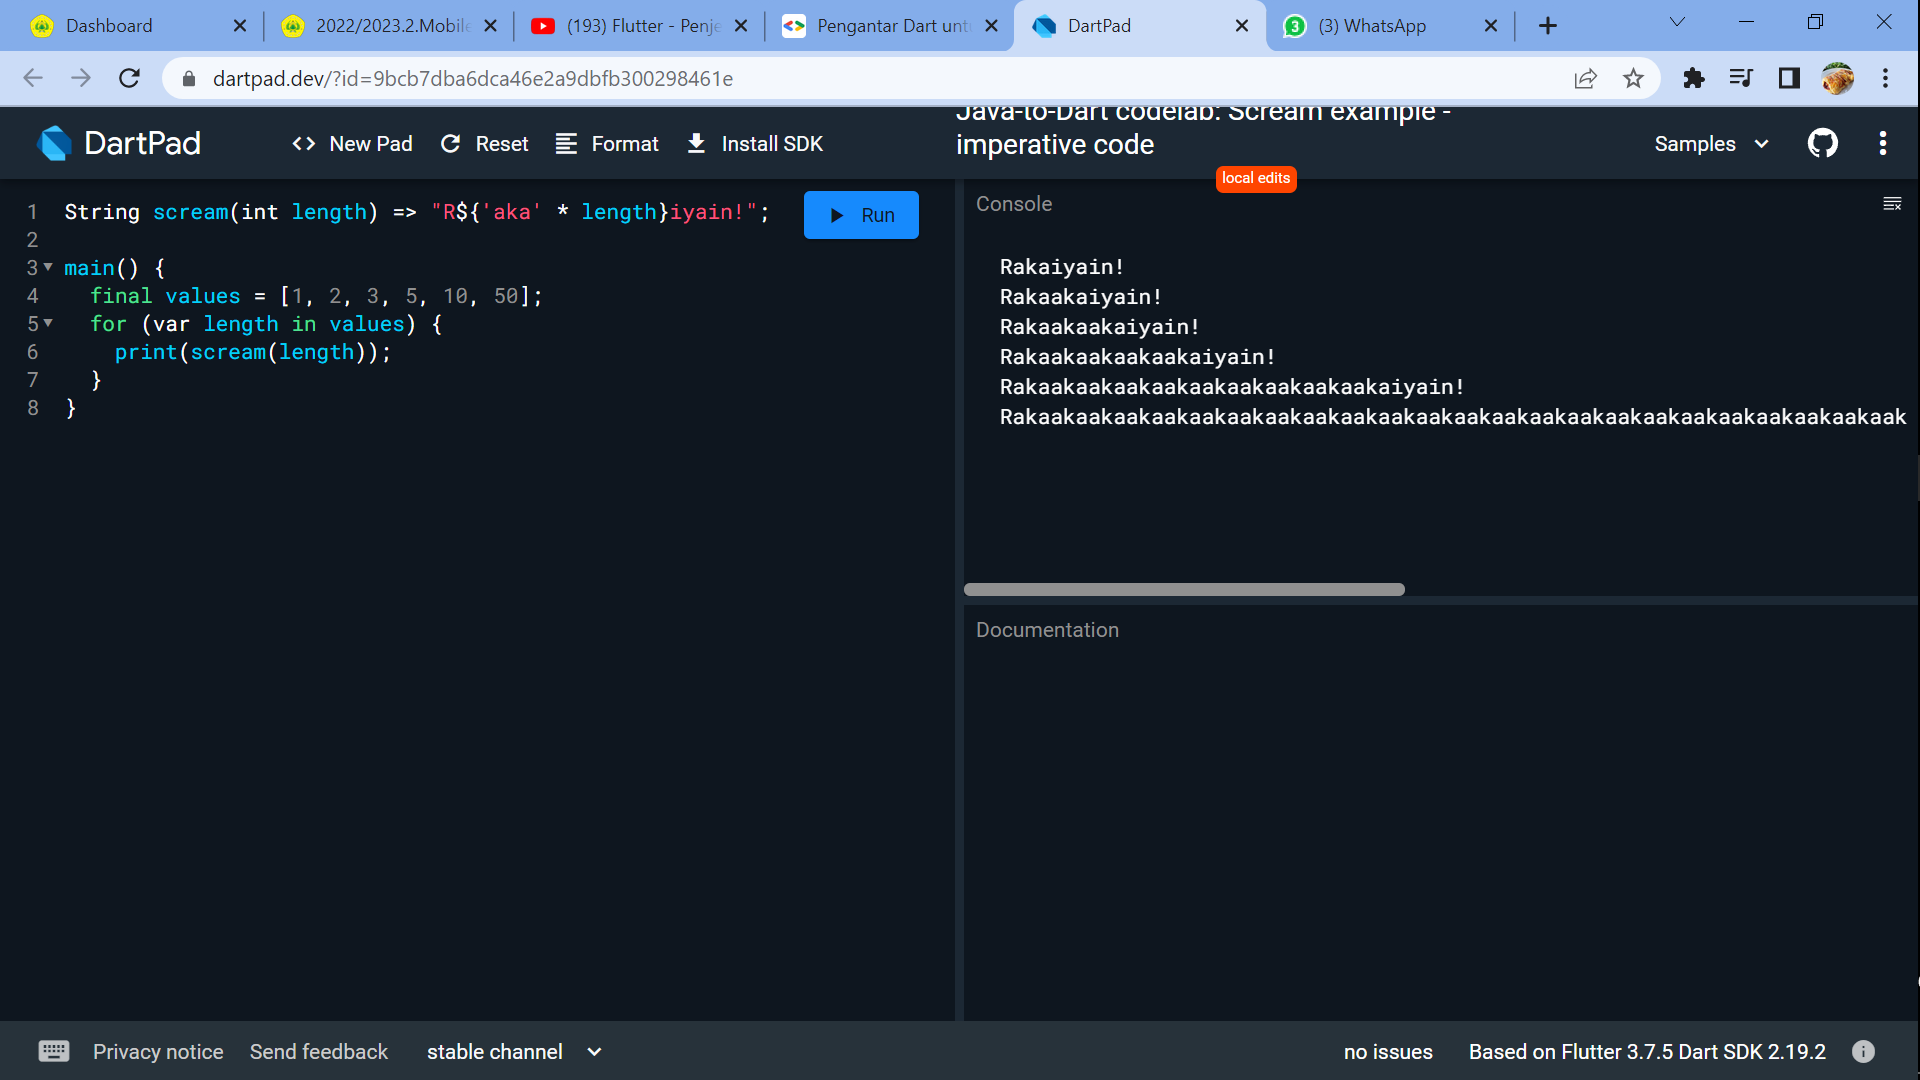 Dashboard
2022/2023.2.Mobile
(193) Flutter - Penje
Pengantar Dart untu
DartPad
(3) WhatsApp
dartpad.dev/?id=9bcb7dba6dca46e2a9dbfb300298461e
DartPad
<> New Pad
Reset
Format
Install SDK
Java-to-Dart codelab: Scream example -
imperative code
local edits
Samples
1 String scream(int length) => "R${'aka' * length}iyain!";
2
3 main() {
4 final values = [1, 2, 3, 5, 10, 50];
5 for (var length in values) {
6 print(scream(length));
7 }
8 }
Run
Console
Rakaiyain!
Rakaakaiyain!
Rakaakaakaiyain!
Rakaakaakaakaakaiyain!
Rakaakaakaakaakaakaakaakaakaakaiyain!
Rakaakaakaakaakaakaakaakaakaakaakaakaakaakaakaakaakaakaakaakaakaakaakaak
Documentation
Privacy notice
Send feedback
stable channel
no issues
Based on Flutter 3.7.5 Dart SDK 2.19.2